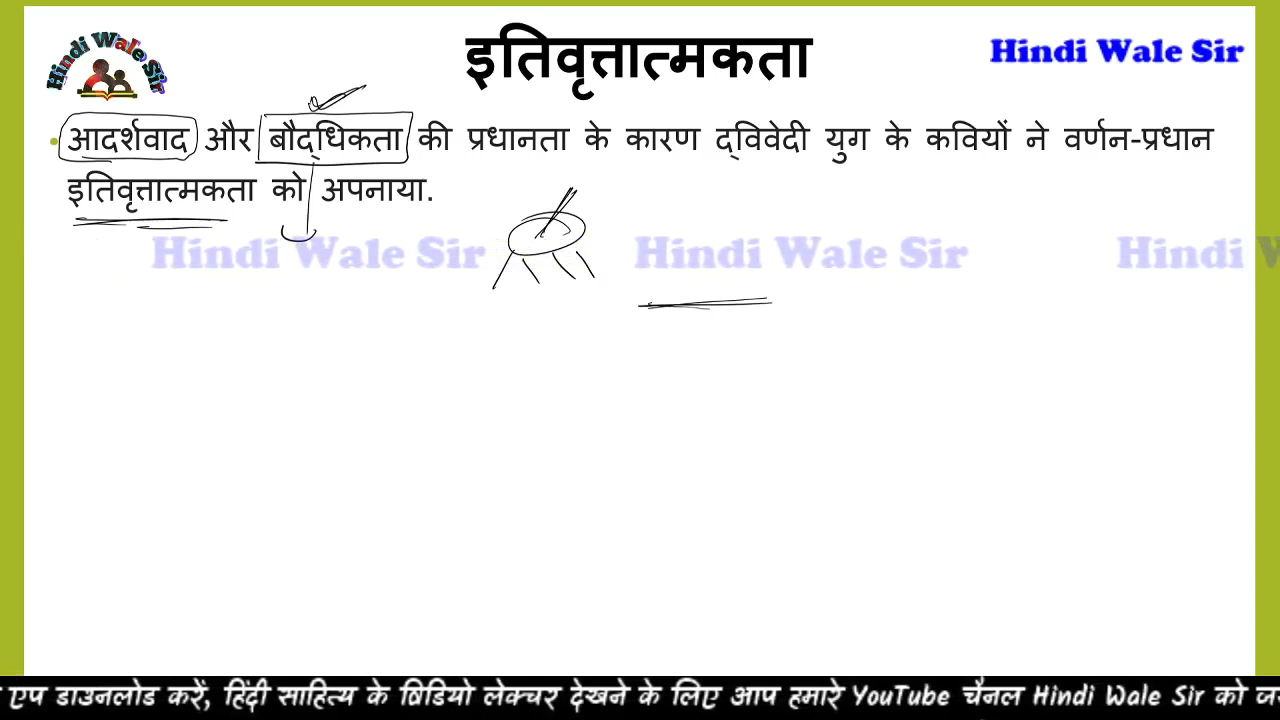 Hindi Wale Sir
इतिवृत्तात्मकता
Hindi Wale Sir
• आदर्शवाद और बौद्धिकता की प्रधानता के कारण द्विवेदी युग के कवियों ने वर्णन-प्रधान
इतिवृत्तात्मकता को अपनाया.
Hindi Wale Sir Hindi Wale Sir Hindi W
एप डाउनलोड करें, हिंदी साहित्य के विडियो लेक्चर देखने के लिए आप हमारे YouTube चैनल Hindi Wale Sir को